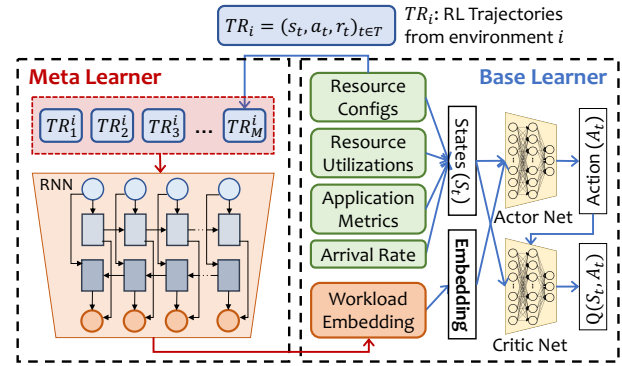 TR_i = (s_t, a_t, r_t)_{t∈T}
TR_i: RL Trajectories
from environment i
Meta Learner
Base Learner
TR_1^i
TR_2^i
TR_3^i
...
TR_M^i
RNN
Resource
Configs
Resource
Utilizations
Application
Metrics
Arrival Rate
Workload
Embedding
States (S_t)
Embedding
Actor Net
Critic Net
Action (A_t)
Q(S_t, A_t)